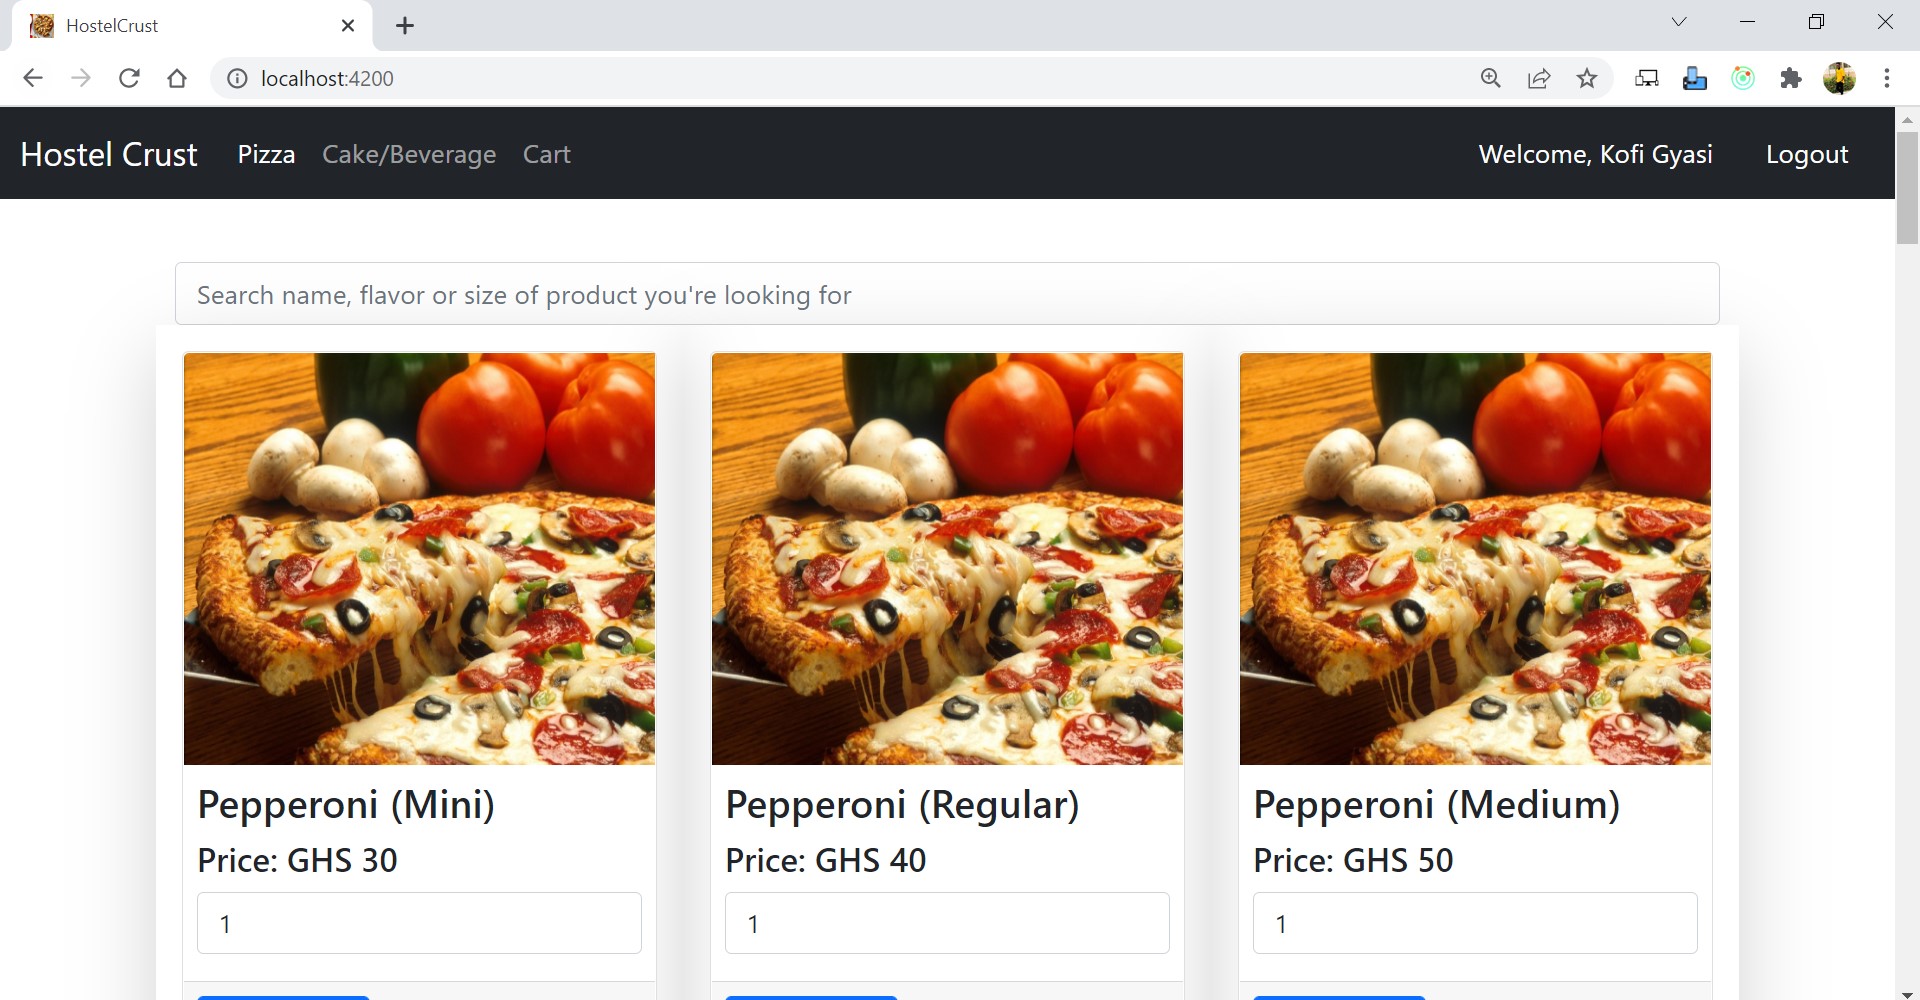 HostelCrust
localhost:4200
Hostel Crust Pizza Cake/Beverage Cart Welcome, Kofi Gyasi Logout
Search name, flavor or size of product you're looking for
Pepperoni (Mini)
Price: GHS 30
1
Pepperoni (Regular)
Price: GHS 40
1
Pepperoni (Medium)
Price: GHS 50
1